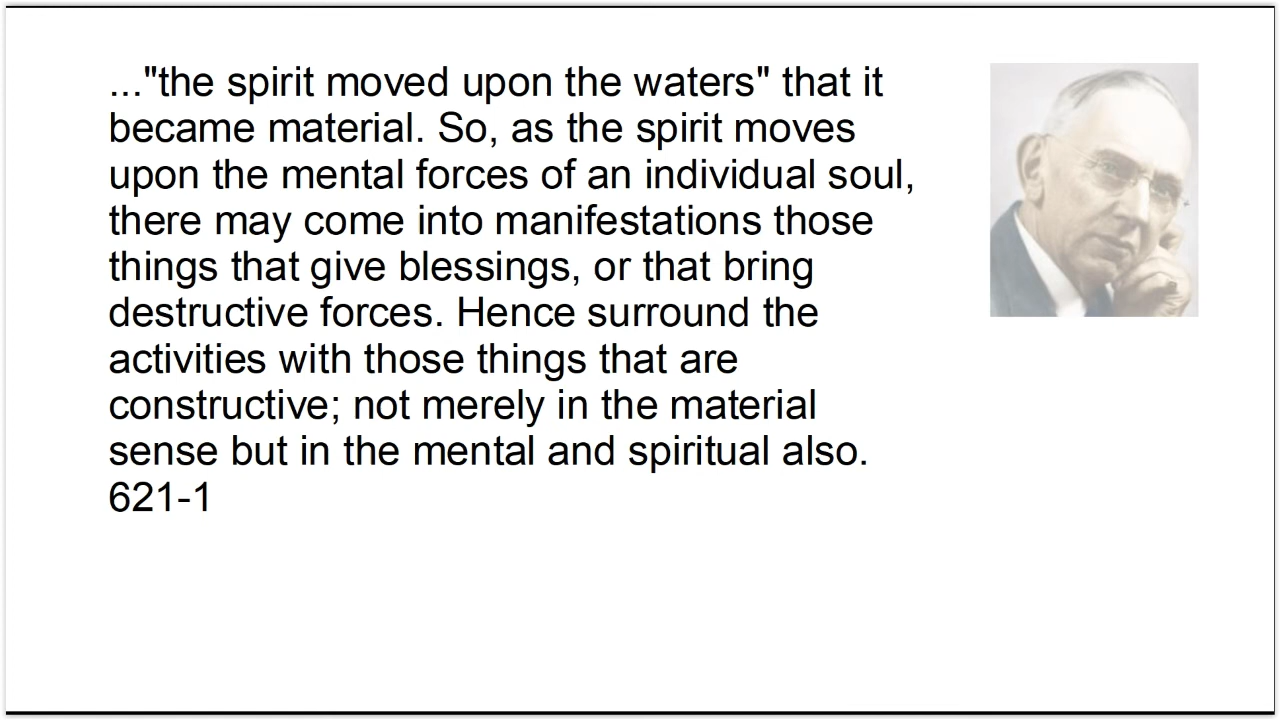 ..."the spirit moved upon the waters" that it
became material. So, as the spirit moves
upon the mental forces of an individual soul,
there may come into manifestations those
things that give blessings, or that bring
destructive forces. Hence surround the
activities with those things that are
constructive; not merely in the material
sense but in the mental and spiritual also.
621-1